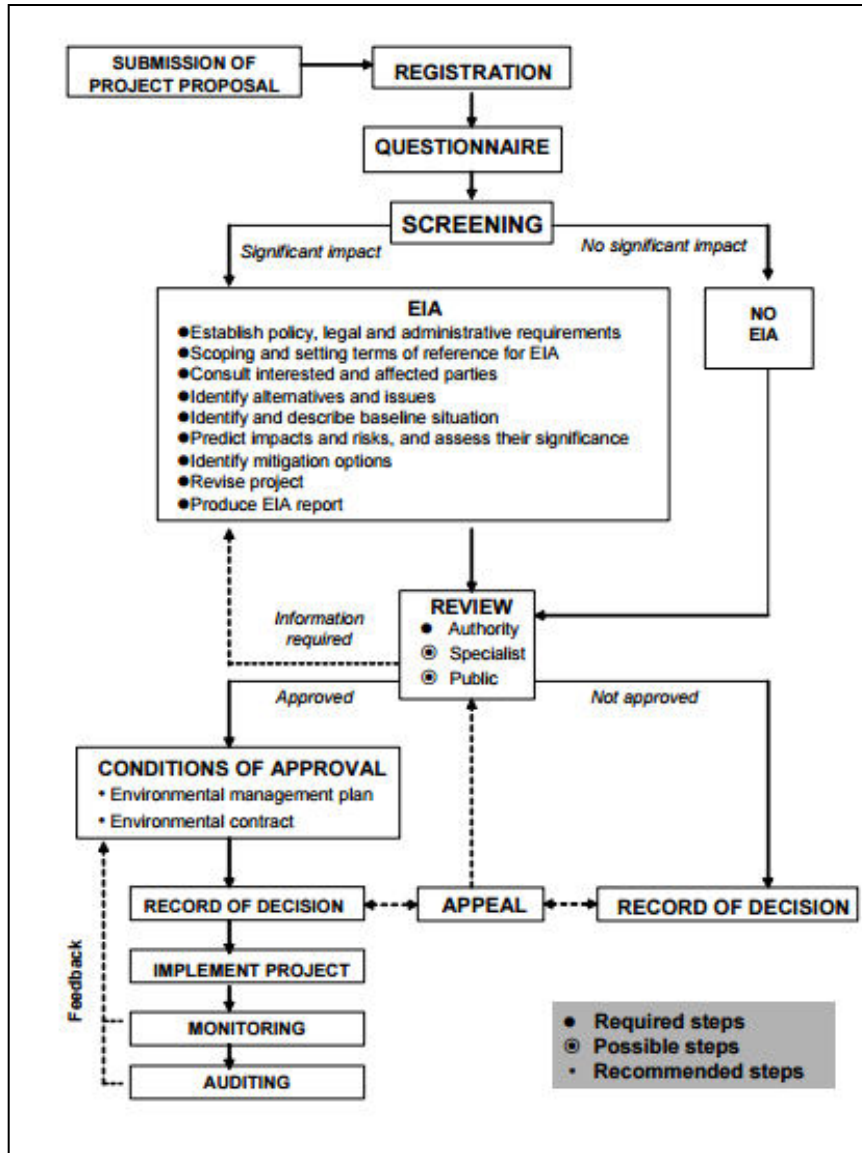 SUBMISSION OF
PROJECT PROPOSAL
REGISTRATION
QUESTIONNAIRE
SCREENING
Significant impact
No significant impact
EIA
●Establish policy, legal and administrative requirements
●Scoping and setting terms of reference for EIA
●Consult interested and affected parties
●Identify alternatives and issues
●Identify and describe baseline situation
●Predict impacts and risks, and assess their significance
●Identify mitigation options
●Revise project
●Produce EIA report
NO
EIA
Information
required
REVIEW
● Authority
◉ Specialist
◉ Public
Approved
Not approved
CONDITIONS OF APPROVAL
• Environmental management plan
• Environmental contract
RECORD OF DECISION
APPEAL
RECORD OF DECISION
IMPLEMENT PROJECT
Feedback
MONITORING
AUDITING
● Required steps
◉ Possible steps
• Recommended steps